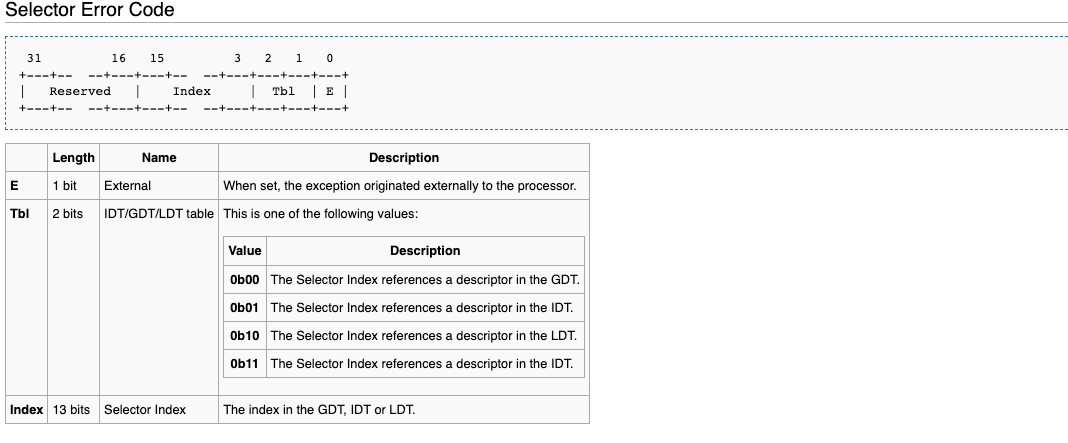 Selector Error Code
31         16   15         3   2   1   0
+---+--  --+---+---+--  --+---+---+---+---+
|   Reserved   |    Index     |  Tbl  | E |
+---+--  --+---+---+--  --+---+---+---+---+
Length Name Description
E 1 bit External When set, the exception originated externally to the processor.
Tbl 2 bits IDT/GDT/LDT table This is one of the following values:
Value Description
0b00 The Selector Index references a descriptor in the GDT.
0b01 The Selector Index references a descriptor in the IDT.
0b10 The Selector Index references a descriptor in the LDT.
0b11 The Selector Index references a descriptor in the IDT.
Index 13 bits Selector Index The index in the GDT, IDT or LDT.